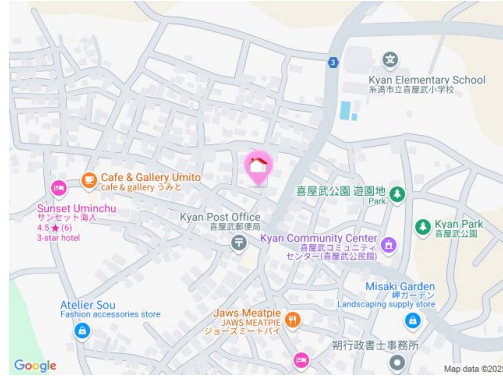 3
Kyan Elementary School
糸満市立喜屋武小学校
Cafe & Gallery Umito
cafe & gallery うみと
Sunset Uminchu
サンセット海人
4.5★ (6)
3-star hotel
喜屋武公園 遊園地
Park
Kyan Post Office
喜屋武郵便局
Kyan Park
喜屋武公園
Kyan Community Center
喜屋武コミュニティ
センター(喜屋武公民館)
Atelier Sou
Fashion accessories store
Misaki Garden
岬ガーデン
Landscaping supply store
Jaws Meatpie
JAWS MEATPIE
ジョーズミートパイ
朔行政書士事務所
Google
Map data ©202